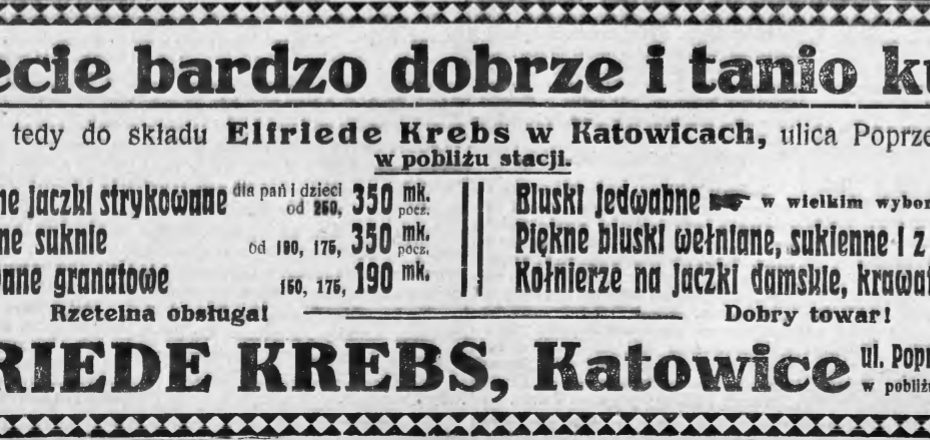 ecie bardzo dobrze i tanio ku
tedy do składu Elfriede Krebs w Katowicach, ulica Poprze
w pobliżu stacji.
ne jaczki strykowane dla pań i dzieci od 250, 350 mk. pocz.
ne suknie od 190, 175, 350 mk. pocz.
ane granatowe 150, 175, 190 mk.
Bluski jedwabne w wielkim wybor
Piękne bluski wełniane, sukienne i z
Kołnierze na jaczki damskie, krawat
Rzetelna obsługa!
Dobry towar!
RIEDE KREBS, Katowice ul. Popr
w pobliżu